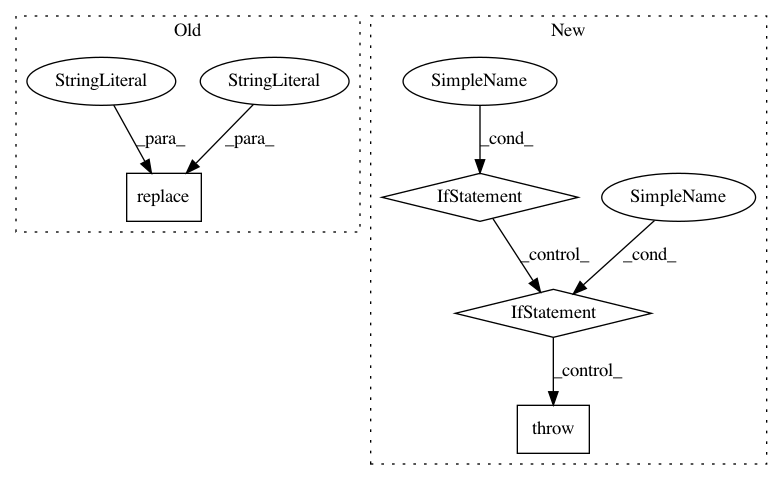 Old
New
StringLiteral
StringLiteral
SimpleName
_para_
_para_
_cond_
replace
IfStatement
SimpleName
_control_
_cond_
IfStatement
_control_
throw